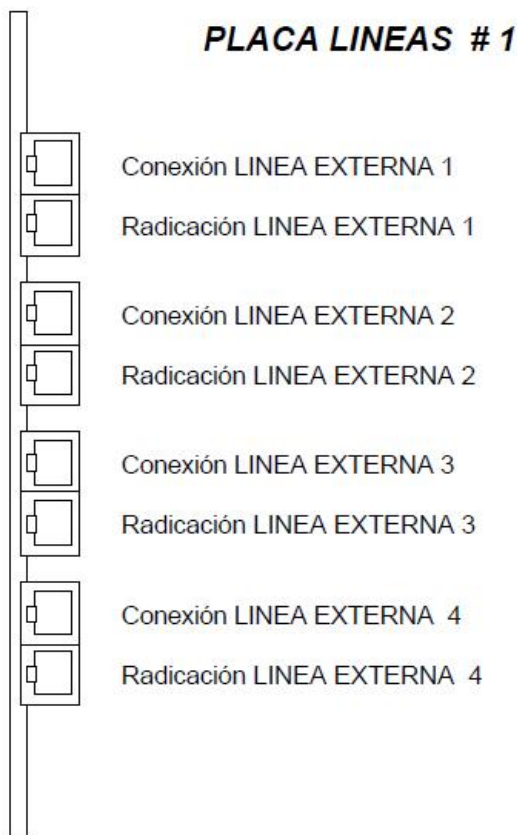 PLACA LINEAS # 1
Conexión LINEA EXTERNA 1
Radicación LINEA EXTERNA 1
Conexión LINEA EXTERNA 2
Radicación LINEA EXTERNA 2
Conexión LINEA EXTERNA 3
Radicación LINEA EXTERNA 3
Conexión LINEA EXTERNA 4
Radicación LINEA EXTERNA 4